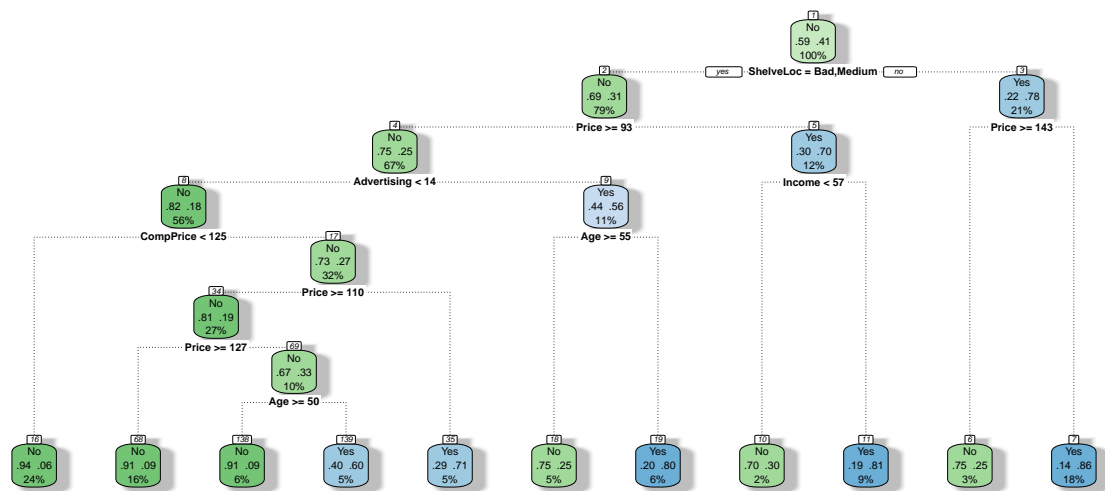 1
No
.59 .41
100%
yes ShelveLoc = Bad,Medium no
2
No
.69 .31
79%
Price >= 93
3
Yes
.22 .78
21%
Price >= 143
4
No
.75 .25
67%
Advertising < 14
5
Yes
.30 .70
12%
Income < 57
8
No
.82 .18
56%
CompPrice < 125
9
Yes
.44 .56
11%
Age >= 55
17
No
.73 .27
32%
Price >= 110
34
No
.81 .19
27%
Price >= 127
69
No
.67 .33
10%
Age >= 50
16
No
.94 .06
24%
68
No
.91 .09
16%
138
No
.91 .09
6%
139
Yes
.40 .60
5%
35
Yes
.29 .71
5%
18
No
.75 .25
5%
19
Yes
.20 .80
6%
10
No
.70 .30
2%
11
Yes
.19 .81
9%
6
No
.75 .25
3%
7
Yes
.14 .86
18%